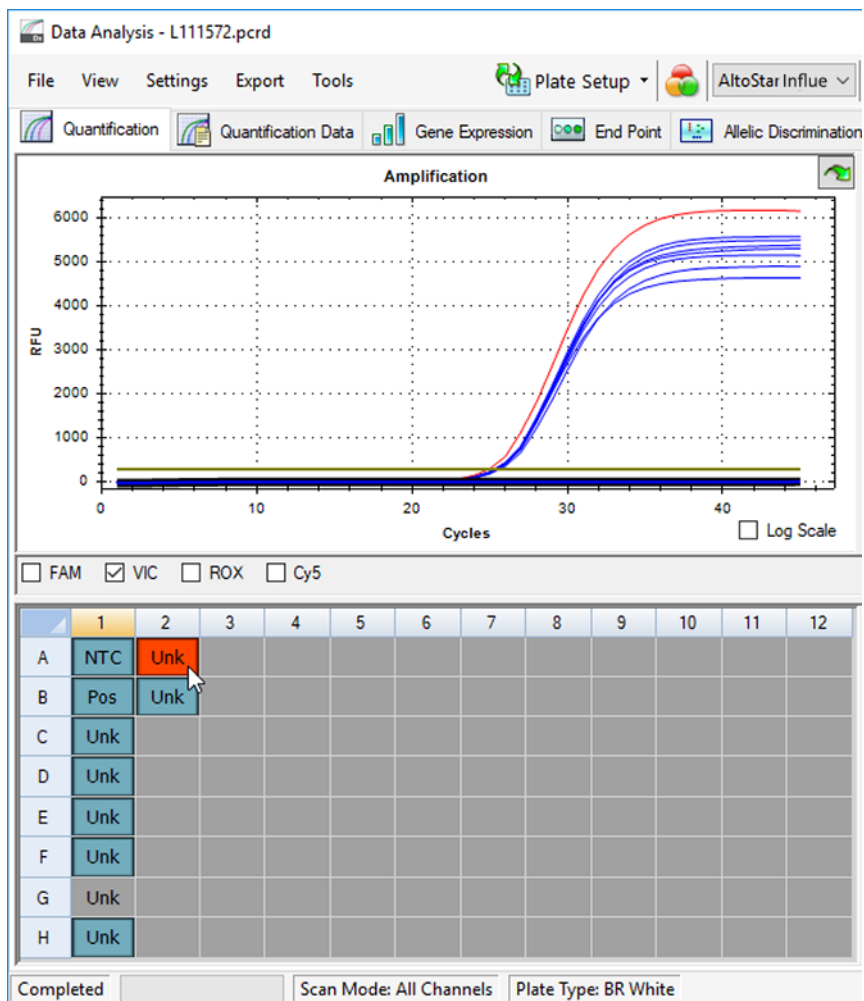 Data Analysis - L111572.pcrd
File View Settings Export Tools Plate Setup AltoStar Influe
Quantification Quantification Data Gene Expression End Point Allelic Discrimination
Amplification
6000
5000
4000
3000
2000
1000
0
RFU
0 10 20 30 40
Cycles
Log Scale
FAM VIC ROX Cy5
1 2 3 4 5 6 7 8 9 10 11 12
A NTC Unk
B Pos Unk
C Unk
D Unk
E Unk
F Unk
G Unk
H Unk
Completed Scan Mode: All Channels Plate Type: BR White